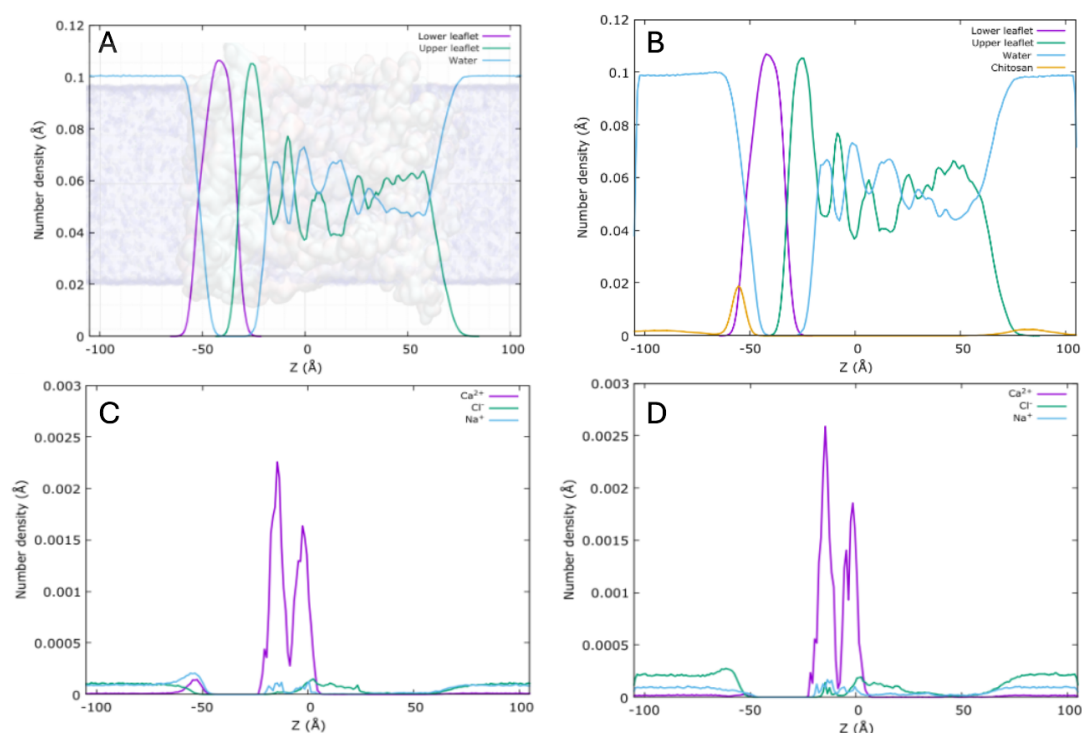 A
Lower leaflet
Upper leaflet
Water
Number density (Å)
0.12
0.1
0.08
0.06
0.04
0.02
0
-100 -50 0 50 100
Z (Å)
B
Lower leaflet
Upper leaflet
Water
Chitosan
Number density (Å)
0.12
0.1
0.08
0.06
0.04
0.02
0
-100 -50 0 50 100
Z (Å)
C
Ca²⁺
Cl⁻
Na⁺
Number density (Å)
0.003
0.0025
0.002
0.0015
0.001
0.0005
0
-100 -50 0 50 100
Z (Å)
D
Ca²⁺
Cl⁻
Na⁺
Number density (Å)
0.003
0.0025
0.002
0.0015
0.001
0.0005
0
-100 -50 0 50 100
Z (Å)